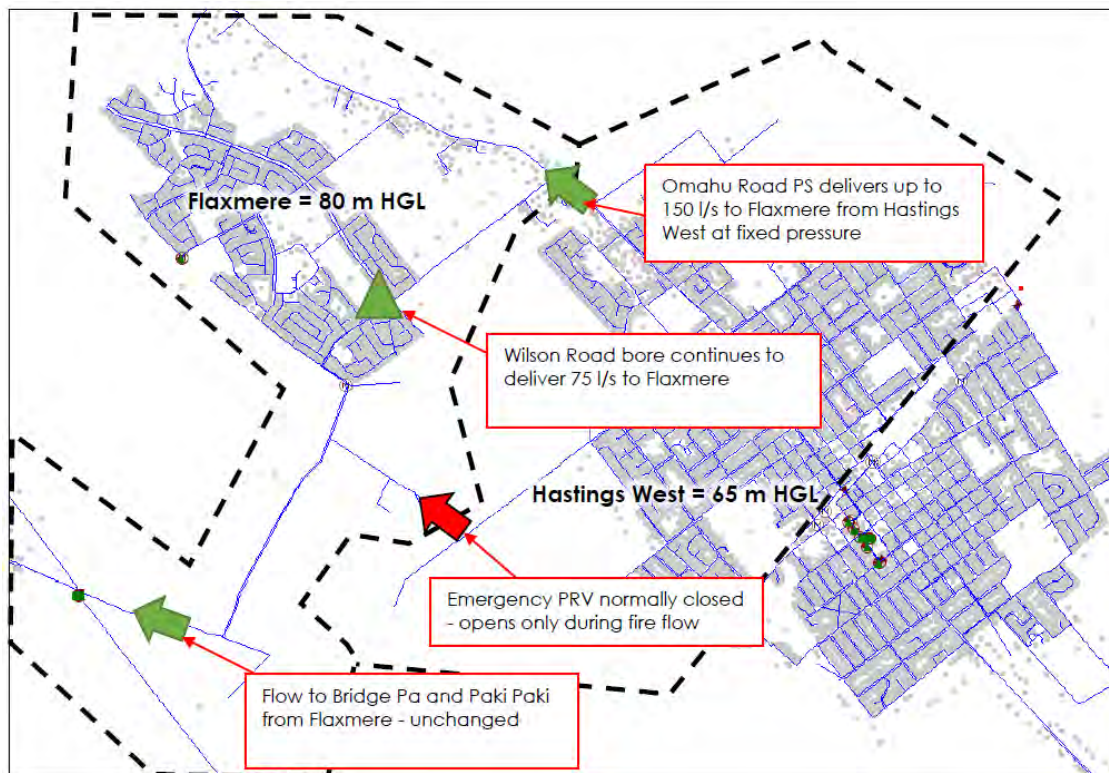 Flaxmere = 80 m HGL
Omahu Road PS delivers up to
150 l/s to Flaxmere from Hastings
West at fixed pressure
Wilson Road bore continues to
deliver 75 l/s to Flaxmere
Hastings West = 65 m HGL
Emergency PRV normally closed
- opens only during fire flow
Flow to Bridge Pa and Paki Paki
from Flaxmere - unchanged